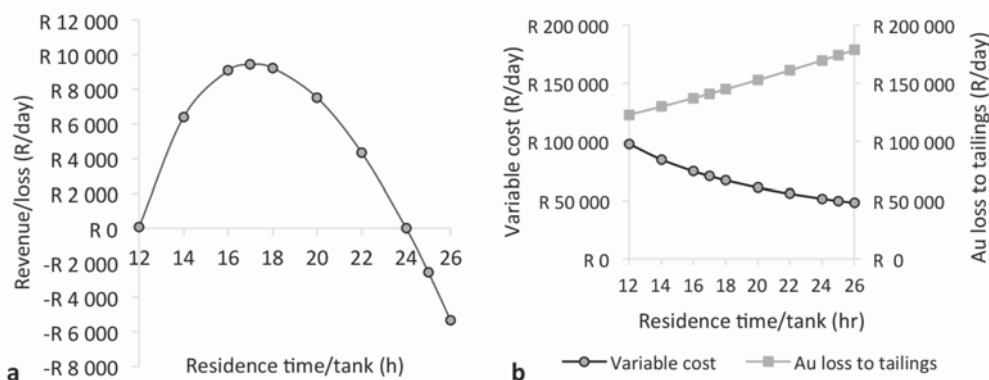 R 12 000
R 10 000
R 8 000
R 6 000
R 4 000
R 2 000
R 0
-R 2 000
-R 4 000
-R 6 000
-R 8 000
Revenue/loss (R/day)
12 14 16 18 20 22 24 26
Residence time/tank (h)
a
R 200 000
R 150 000
R 100 000
R 50 000
R 0
Variable cost (R/day)
R 200 000
R 150 000
R 100 000
R 50 000
R 0
Au loss to tailings (R/day)
12 14 16 18 20 22 24 26
Residence time/tank (hr)
b
Variable cost Au loss to tailings